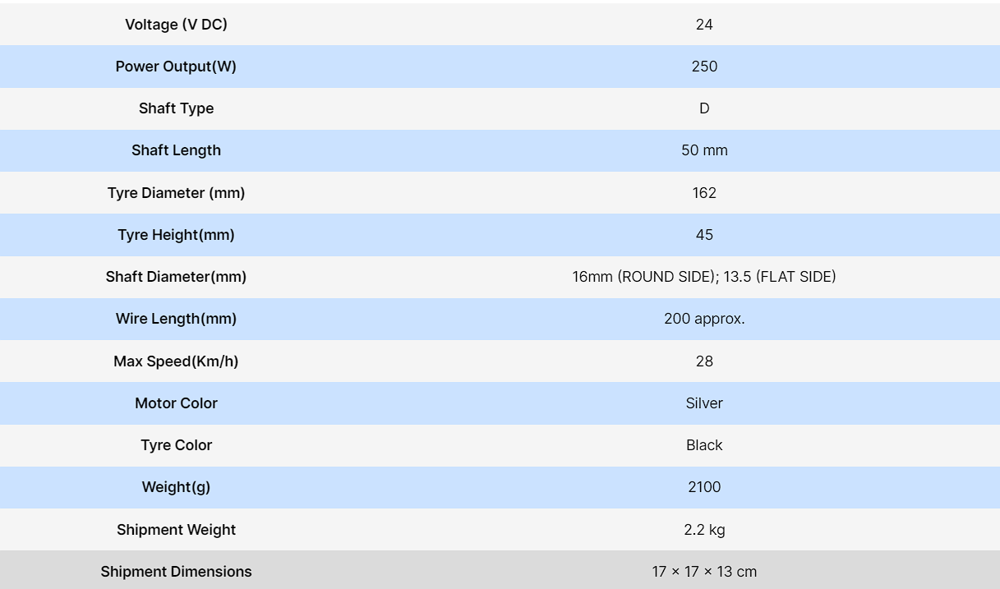 Voltage (V DC) 24
Power Output(W) 250
Shaft Type D
Shaft Length 50 mm
Tyre Diameter (mm) 162
Tyre Height(mm) 45
Shaft Diameter(mm) 16mm (ROUND SIDE); 13.5 (FLAT SIDE)
Wire Length(mm) 200 approx.
Max Speed(Km/h) 28
Motor Color Silver
Tyre Color Black
Weight(g) 2100
Shipment Weight 2.2 kg
Shipment Dimensions 17 × 17 × 13 cm